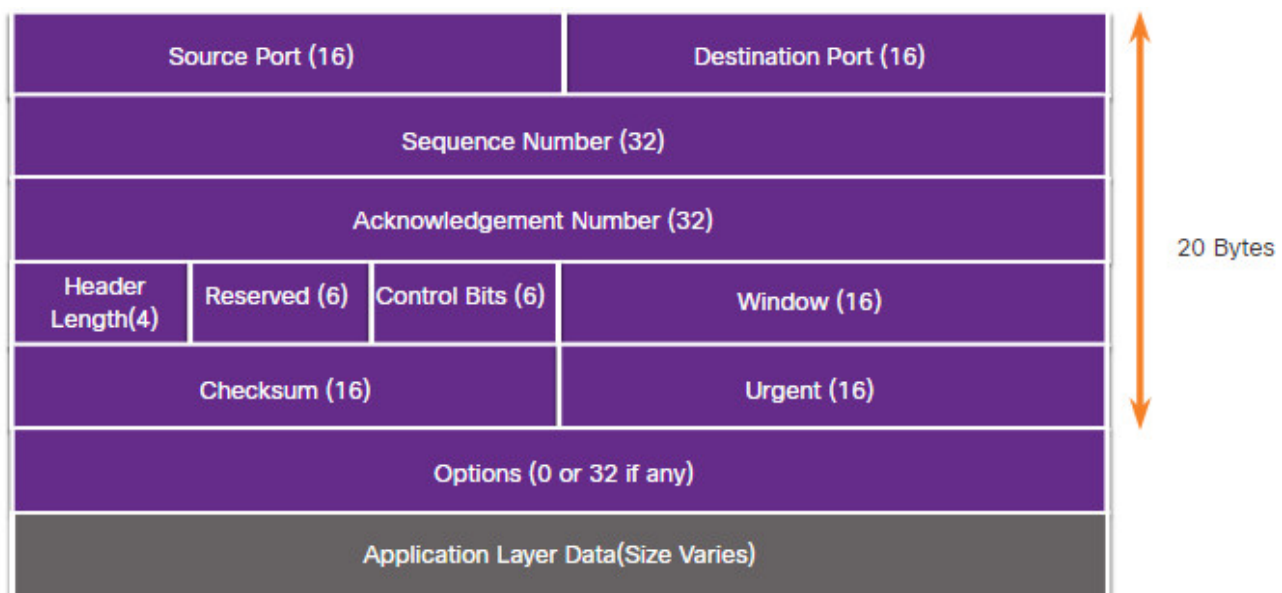 Source Port (16)
Destination Port (16)
Sequence Number (32)
Acknowledgement Number (32)
20 Bytes
Header
Length(4)
Reserved (6)
Control Bits (6)
Window (16)
Checksum (16)
Urgent (16)
Options (0 or 32 if any)
Application Layer Data(Size Varies)